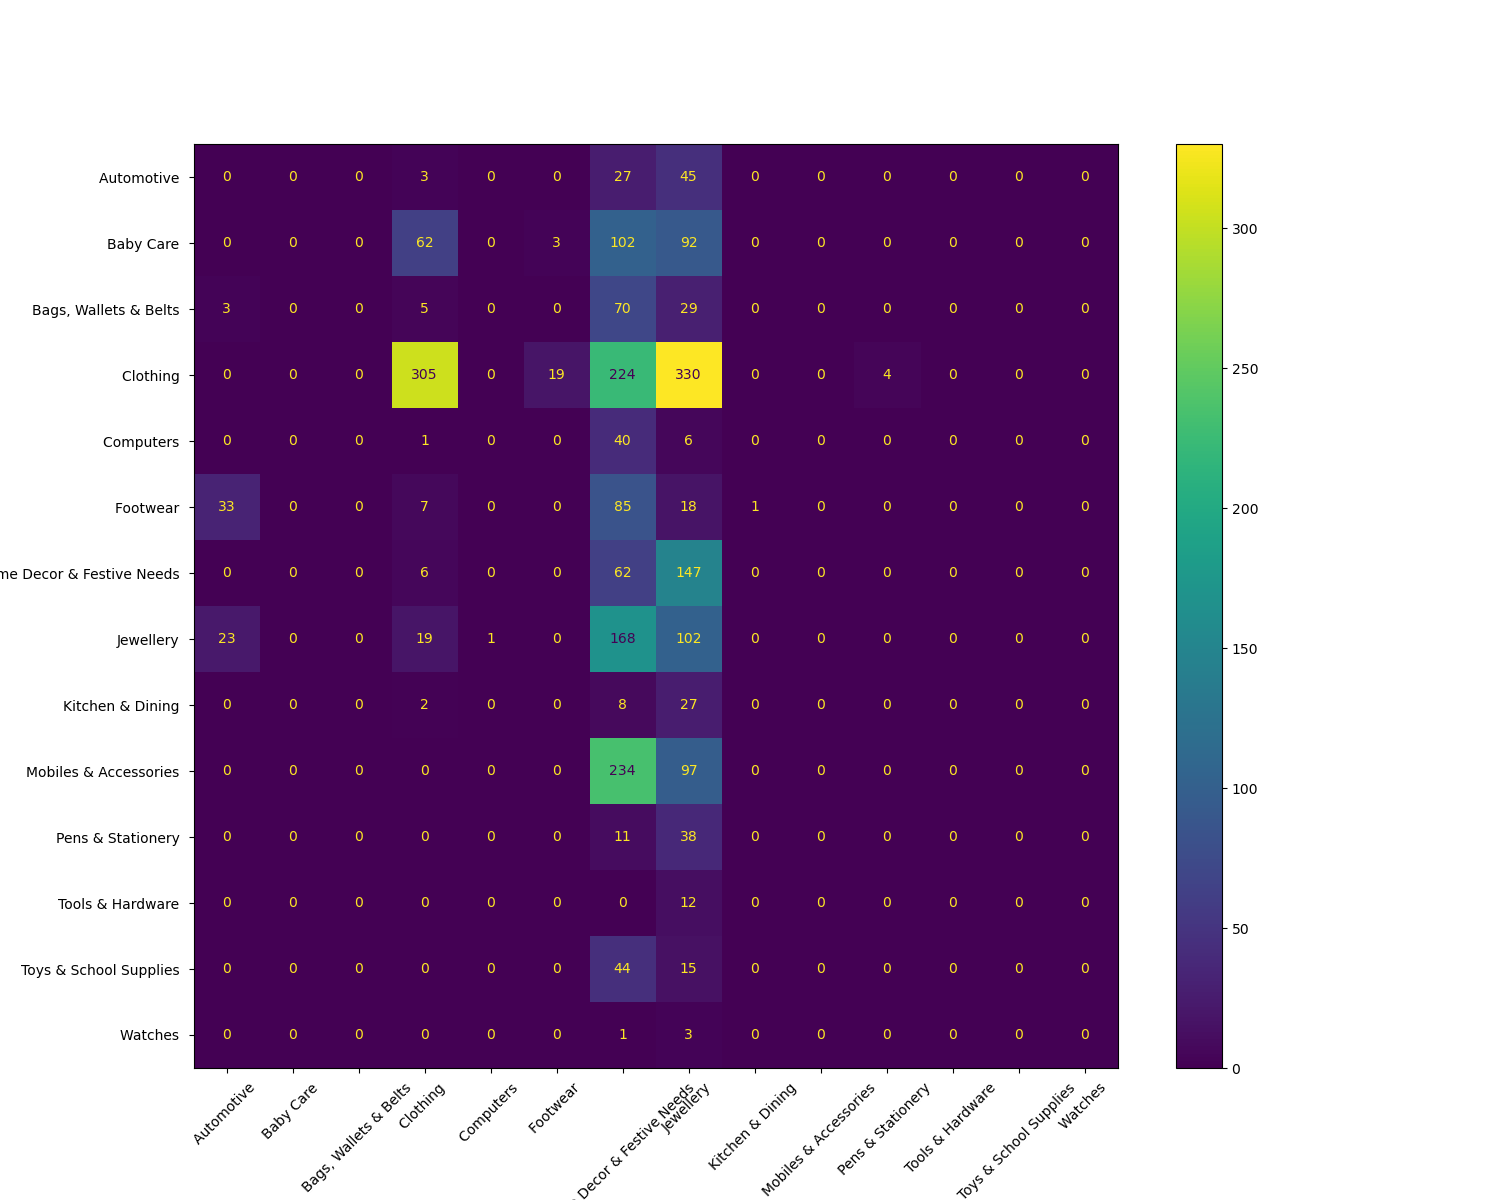 Automotive 0 0 0 3 0 0 27 45 0 0 0 0 0 0
Baby Care 0 0 0 62 0 3 102 92 0 0 0 0 0 0
Bags, Wallets & Belts 3 0 0 5 0 0 70 29 0 0 0 0 0 0
Clothing 0 0 0 305 0 19 224 330 0 0 4 0 0 0
Computers 0 0 0 1 0 0 40 6 0 0 0 0 0 0
Footwear 33 0 0 7 0 0 85 18 1 0 0 0 0 0
me Decor & Festive Needs 0 0 0 6 0 0 62 147 0 0 0 0 0 0
Jewellery 23 0 0 19 1 0 168 102 0 0 0 0 0 0
Kitchen & Dining 0 0 0 2 0 0 8 27 0 0 0 0 0 0
Mobiles & Accessories 0 0 0 0 0 0 234 97 0 0 0 0 0 0
Pens & Stationery 0 0 0 0 0 0 11 38 0 0 0 0 0 0
Tools & Hardware 0 0 0 0 0 0 0 12 0 0 0 0 0 0
Toys & School Supplies 0 0 0 0 0 0 44 15 0 0 0 0 0 0
Watches 0 0 0 0 0 0 1 3 0 0 0 0 0 0
Automotive
Baby Care
Bags, Wallets & Belts
Clothing
Computers
Footwear
Decor & Festive Needs
Jewellery
Kitchen & Dining
Mobiles & Accessories
Pens & Stationery
Tools & Hardware
Toys & School Supplies
Watches
300
250
200
150
100
50
0